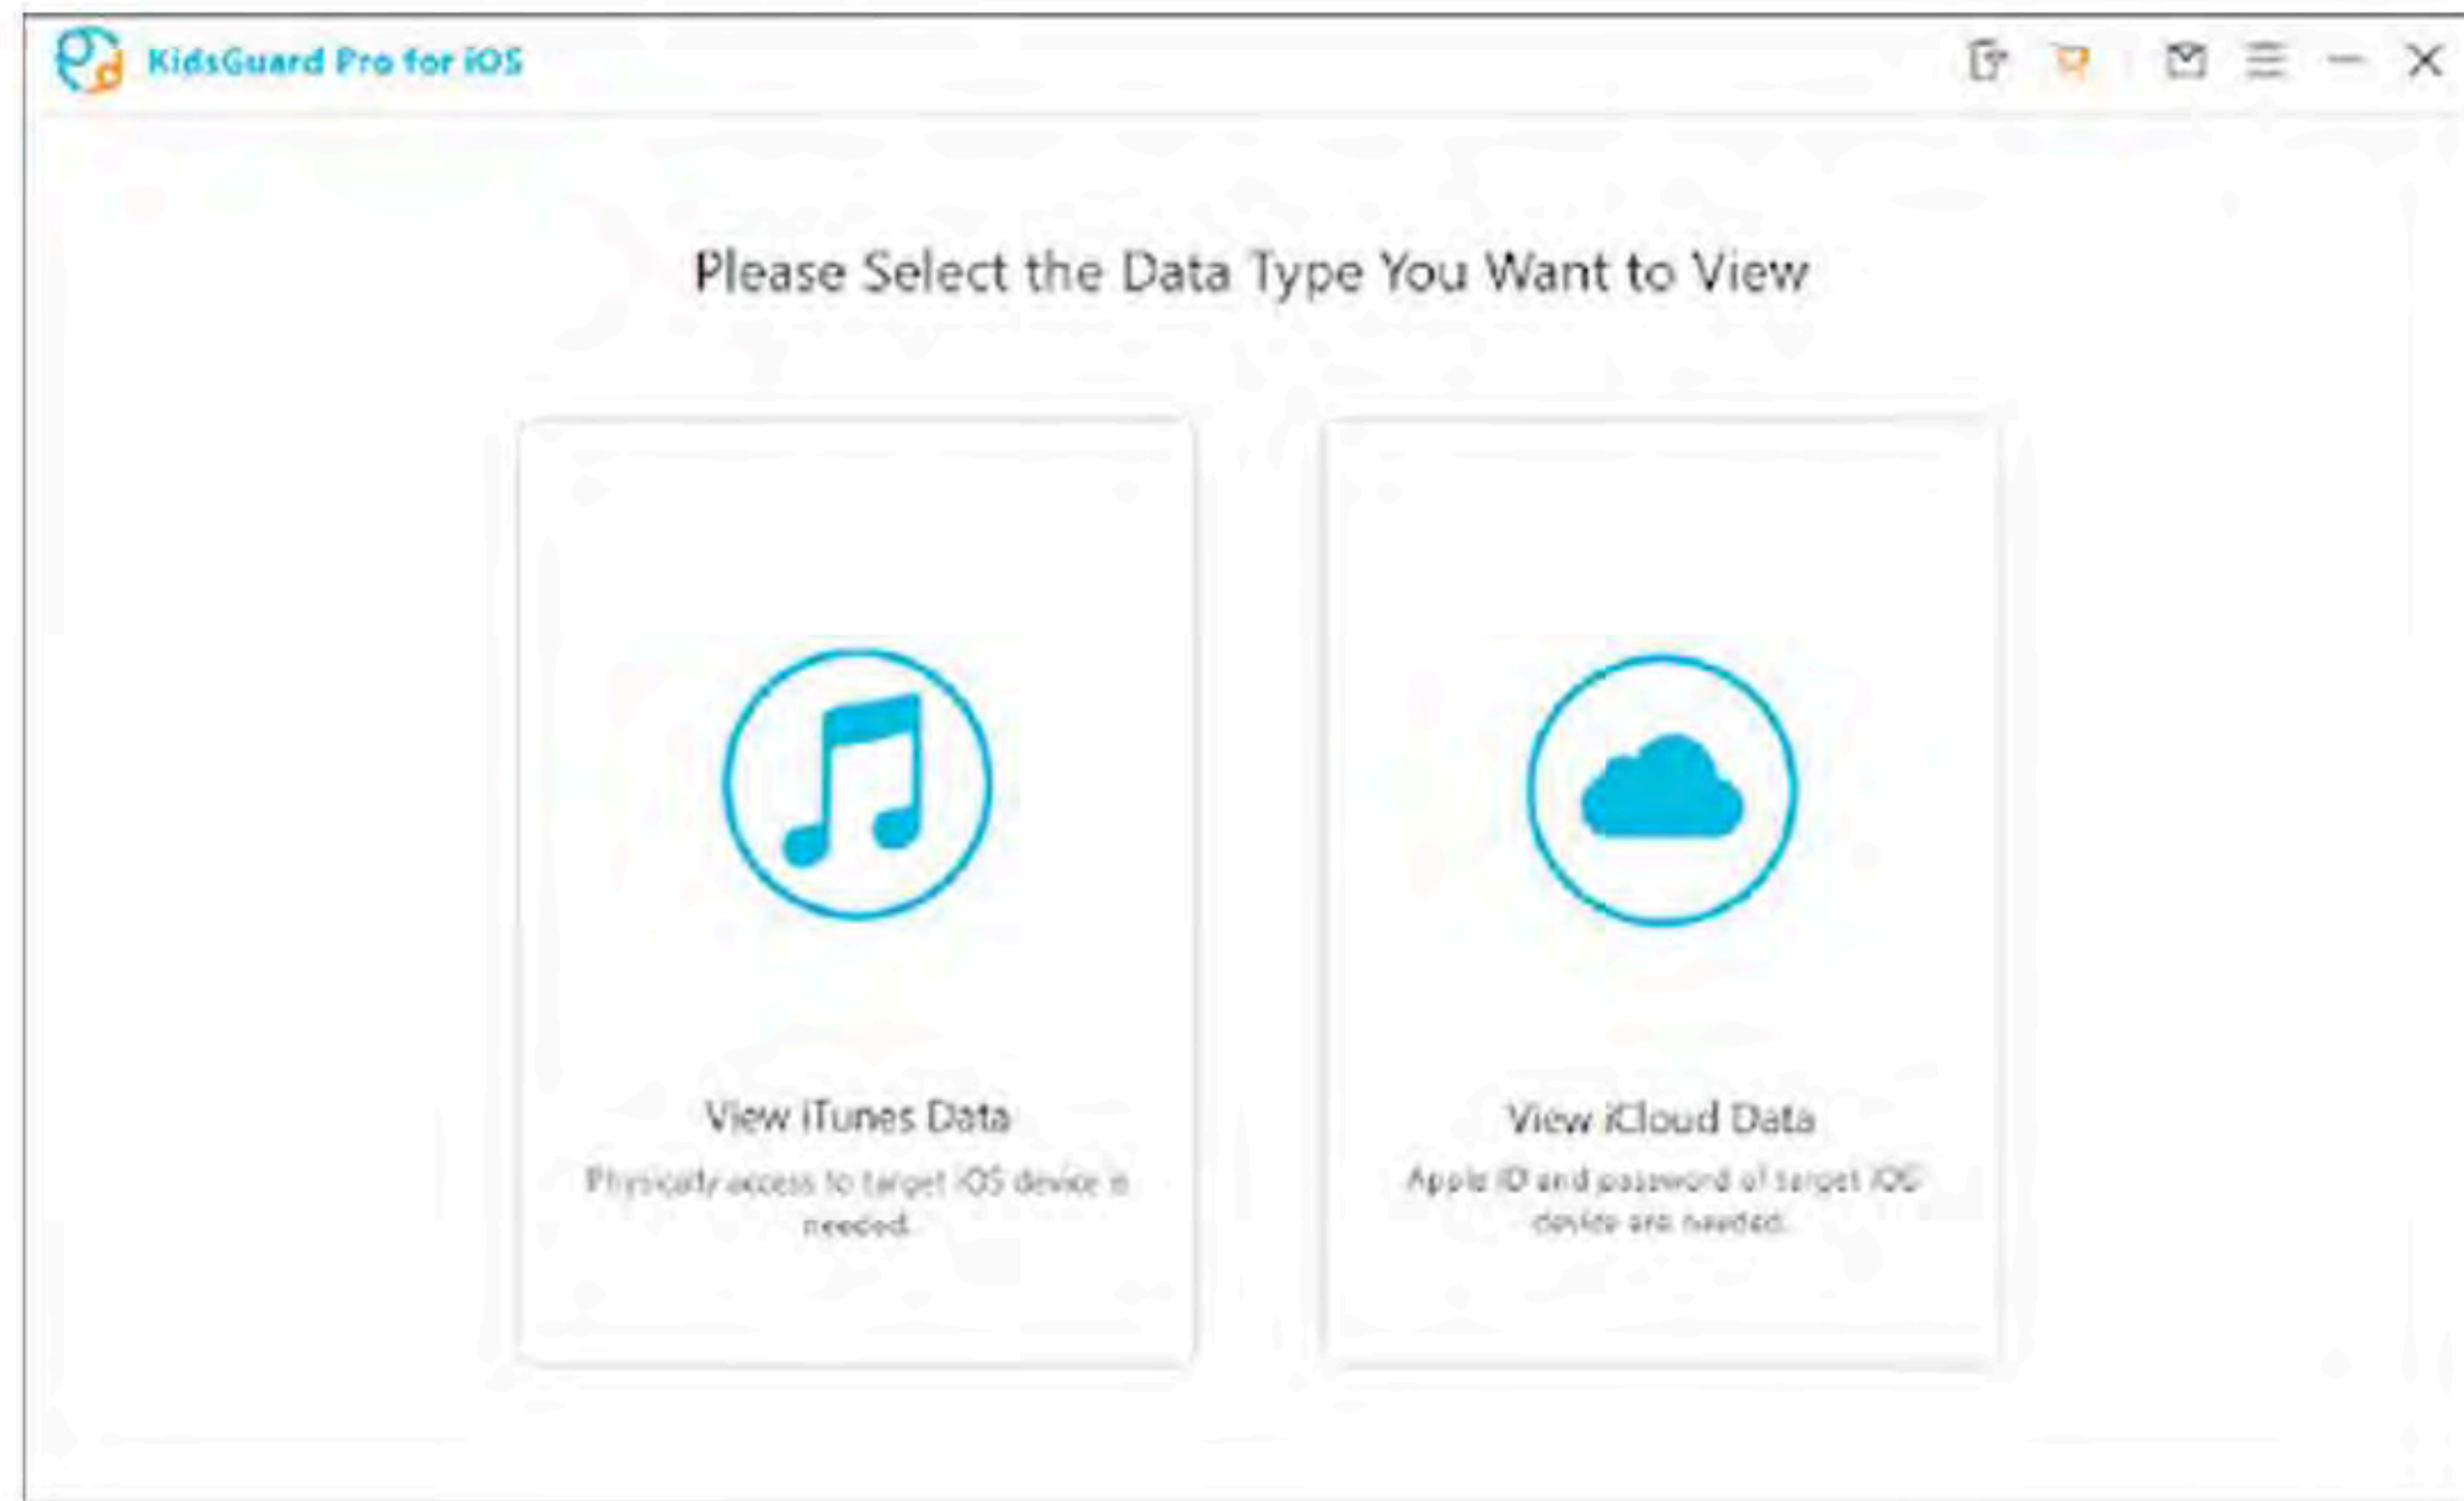 KidsGuard Pro for iOS
Please Select the Data Type You Want to View
View iTunes Data
Physically access to target iOS device is
needed.
View iCloud Data
Apple ID and password of target iOS
device are needed.